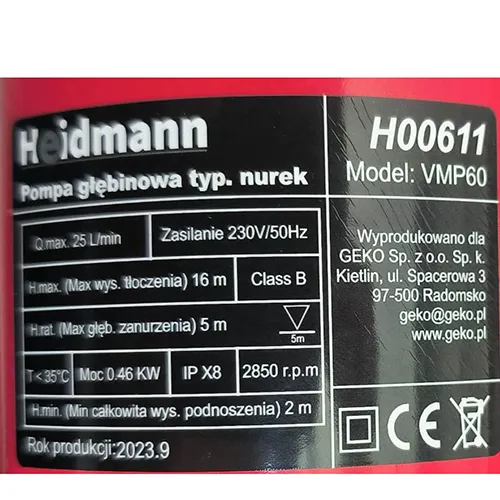 Heidmann
Pompa głębinowa typ. nurek
Q.max. 25 L/min
Zasilanie 230V/50Hz
H.max. (Max wys. tłoczenia) 16 m
Class B
H.rat. (Max głęb. zanurzenia) 5 m
5m
T < 35°C
Moc 0.46 KW
IP X8
2850 r.p.m
H.min. (Min całkowita wys. podnoszenia) 2 m
Rok produkcji:2023.9
H00611
Model: VMP60
Wyprodukowano dla
GEKO Sp. z o.o. Sp. k.
Kietlin, ul. Spacerowa 3
97-500 Radomsko
geko@geko.pl
www.geko.pl
CE